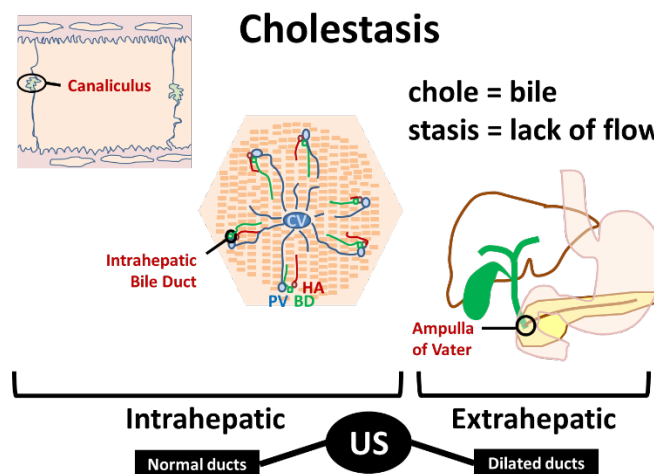 Cholestasis
Canaliculus
chole = bile
stasis = lack of flow
CV
Intrahepatic
Bile Duct
HA
PV BD
Ampulla
of Vater
Intrahepatic
Extrahepatic
US
Normal ducts
Dilated ducts